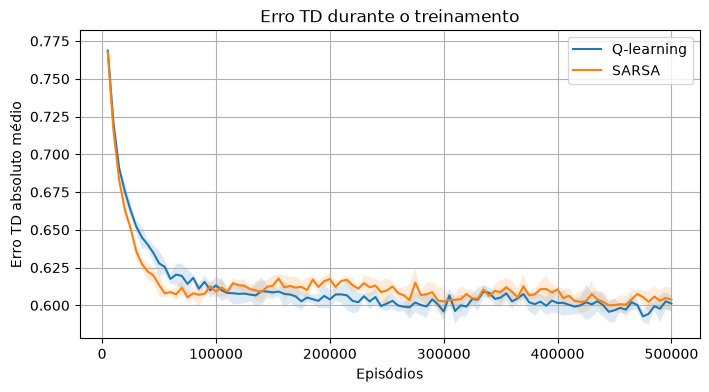 Erro TD durante o treinamento
Erro TD absoluto médio
0.775
0.750
0.725
0.700
0.675
0.650
0.625
0.600
Q-learning
SARSA
0
100000
200000
300000
400000
500000
Episódios